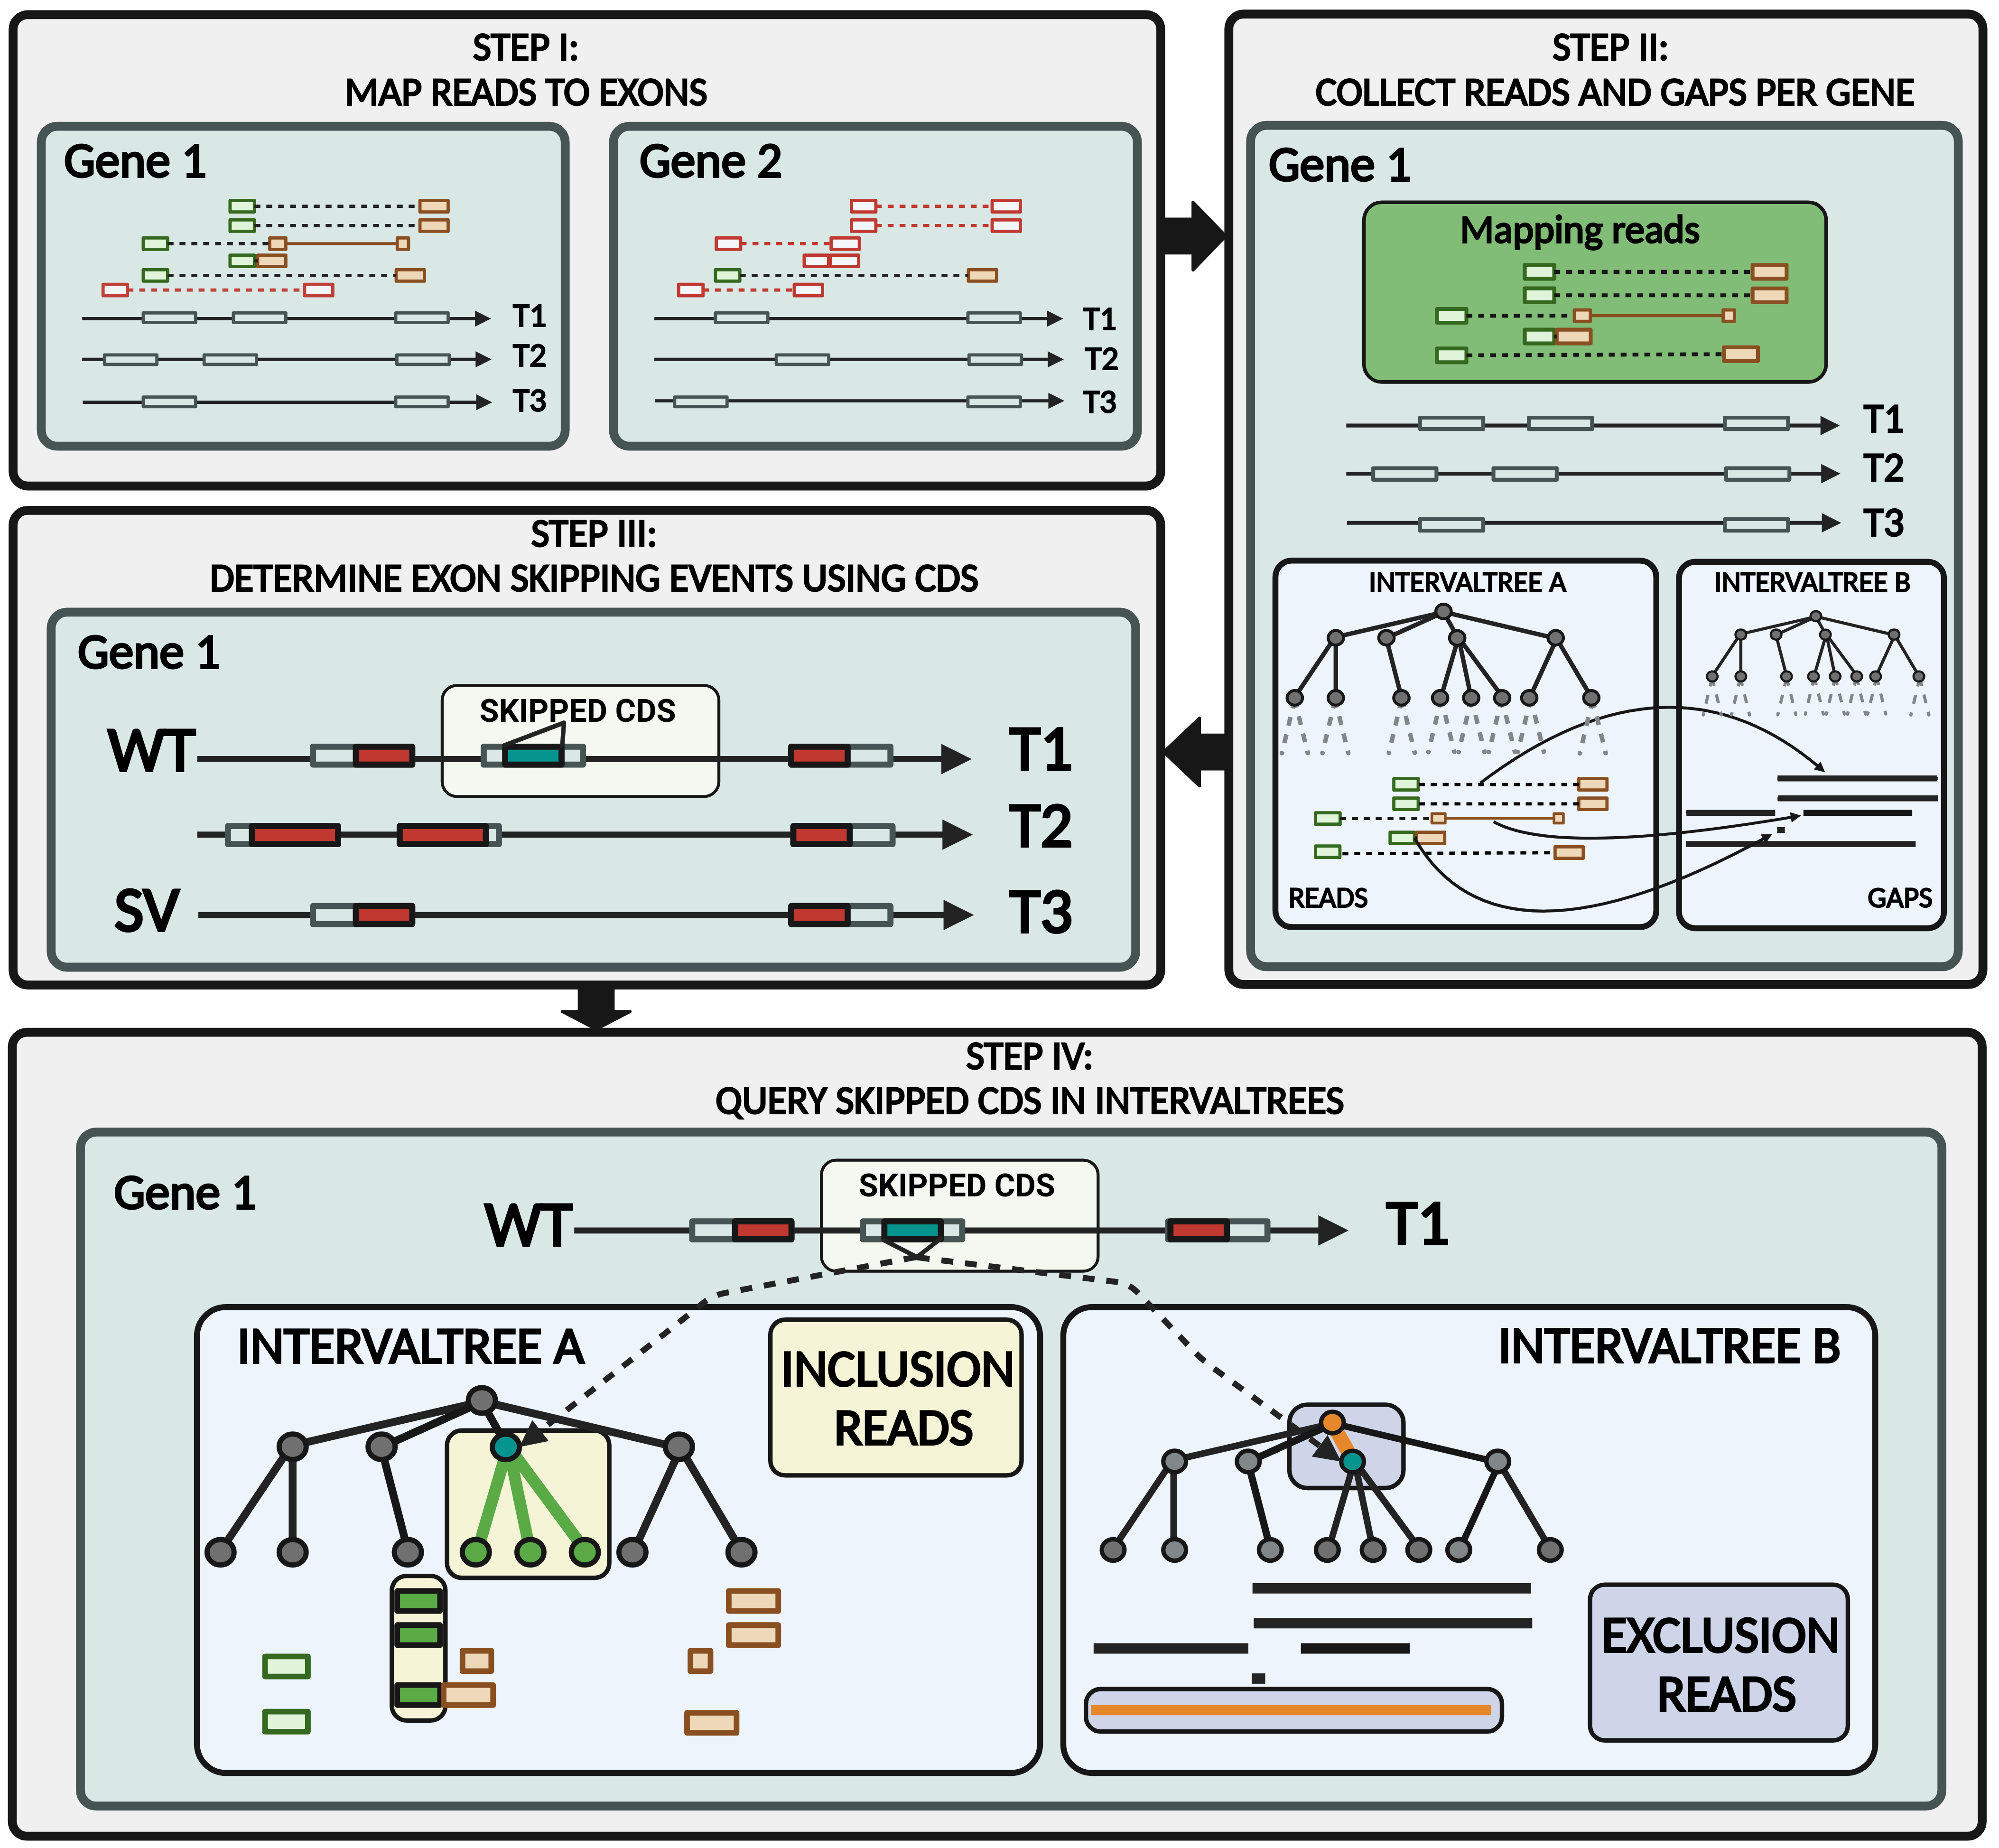 STEP I:
MAP READS TO EXONS
Gene 1
T1
T2
T3
Gene 2
T1
T2
T3
STEP II:
COLLECT READS AND GAPS PER GENE
Gene 1
Mapping reads
T1
T2
T3
INTERVALTREE A
READS
INTERVALTREE B
GAPS
STEP III:
DETERMINE EXON SKIPPING EVENTS USING CDS
Gene 1
SKIPPED CDS
WT
T1
T2
SV
T3
STEP IV:
QUERY SKIPPED CDS IN INTERVALTREES
Gene 1
SKIPPED CDS
WT
T1
INTERVALTREE A
INCLUSION
READS
INTERVALTREE B
EXCLUSION
READS